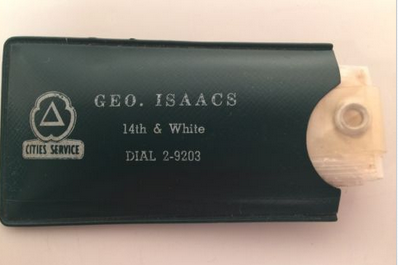 GEO. ISAACS
14th & White
DIAL 2-9203
CITIES SERVICE